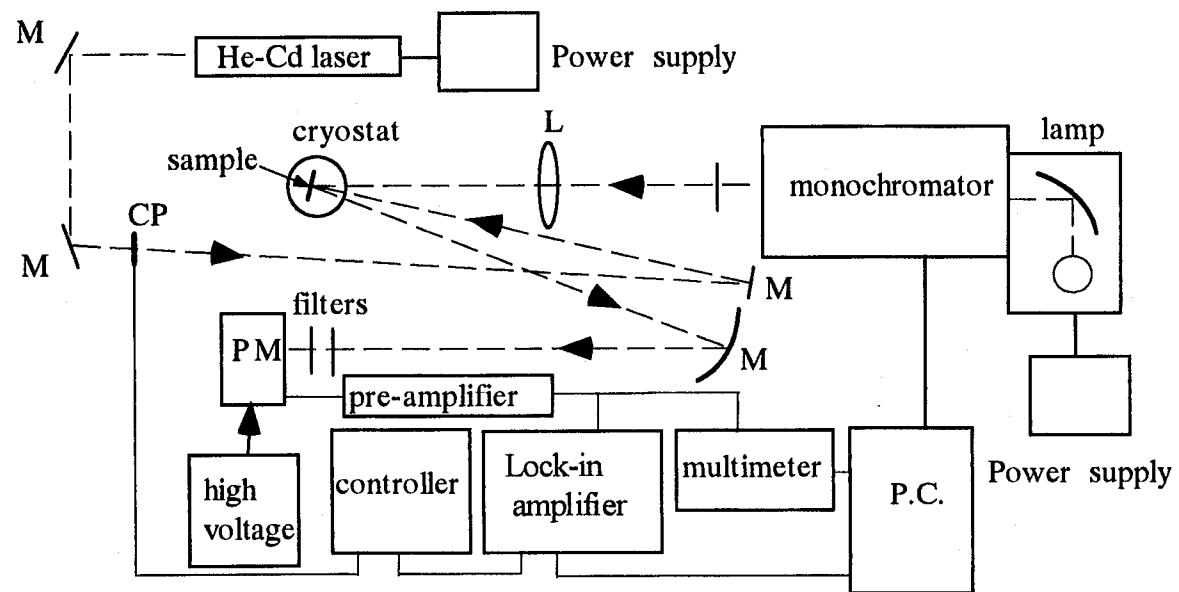 M
He-Cd laser
Power supply
cryostat
L
lamp
sample
monochromator
CP
M
M
filters
PM
M
pre-amplifier
controller
Lock-in
amplifier
multimeter
P.C.
Power supply
high
voltage